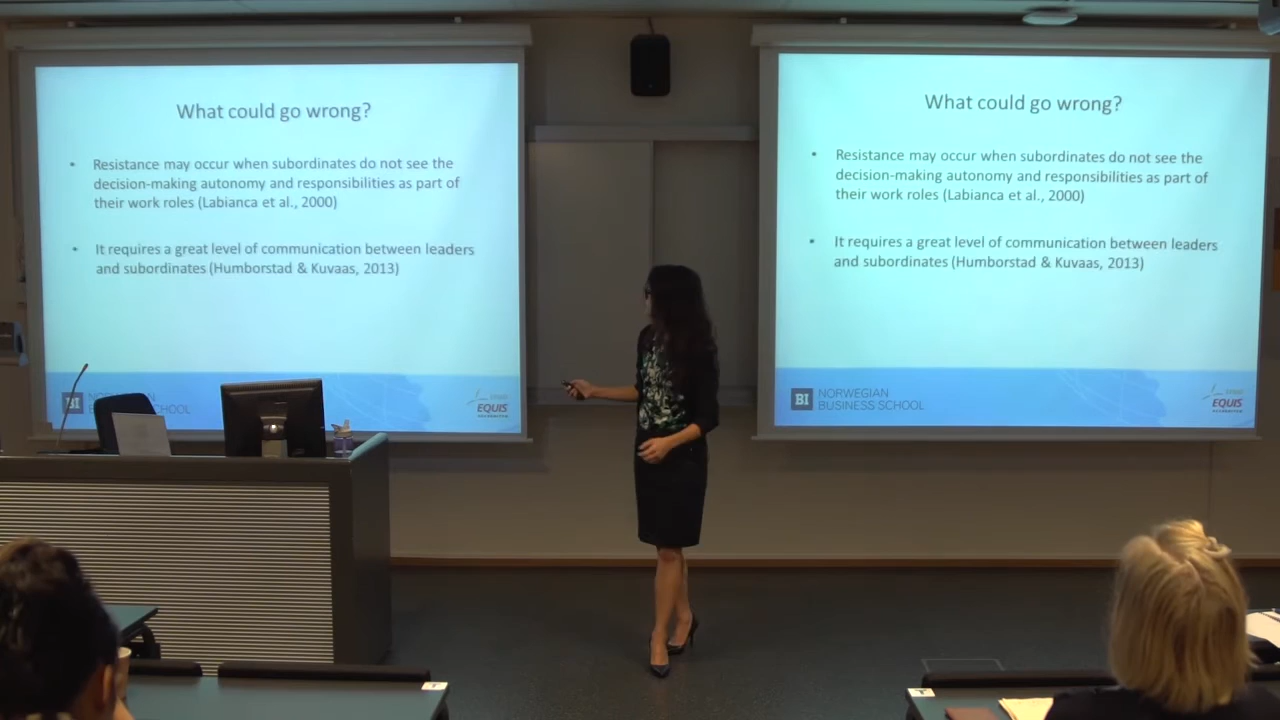 What could go wrong?
• Resistance may occur when subordinates do not see the
decision-making autonomy and responsibilities as part of
their work roles (Labianca et al., 2000)
• It requires a great level of communication between leaders
and subordinates (Humborstad & Kuvaas, 2013)
NORWEGIAN
SCHOOL
EQUIS
What could go wrong?
• Resistance may occur when subordinates do not see the
decision-making autonomy and responsibilities as part of
their work roles (Labianca et al., 2000)
• It requires a great level of communication between leaders
and subordinates (Humborstad & Kuvaas, 2013)
BI
NORWEGIAN
BUSINESS SCHOOL
EQUIS